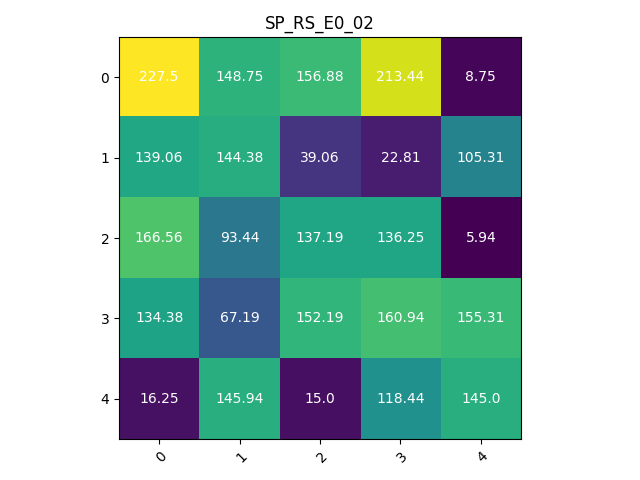 SP_RS_E0_02
0 227.5 148.75 156.88 213.44 8.75
1 139.06 144.38 39.06 22.81 105.31
2 166.56 93.44 137.19 136.25 5.94
3 134.38 67.19 152.19 160.94 155.31
4 16.25 145.94 15.0 118.44 145.0
0 1 2 3 4